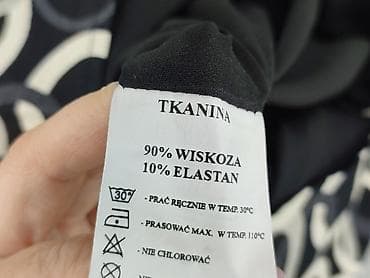 TKANINA
90% WISKOZA
10% ELASTAN
30°
- PRAĆ RĘCZNIE W TEMP. 30°C
- PRASOWAĆ MAX. W TEMP. 110°C
- NIE CHLOROWAĆ